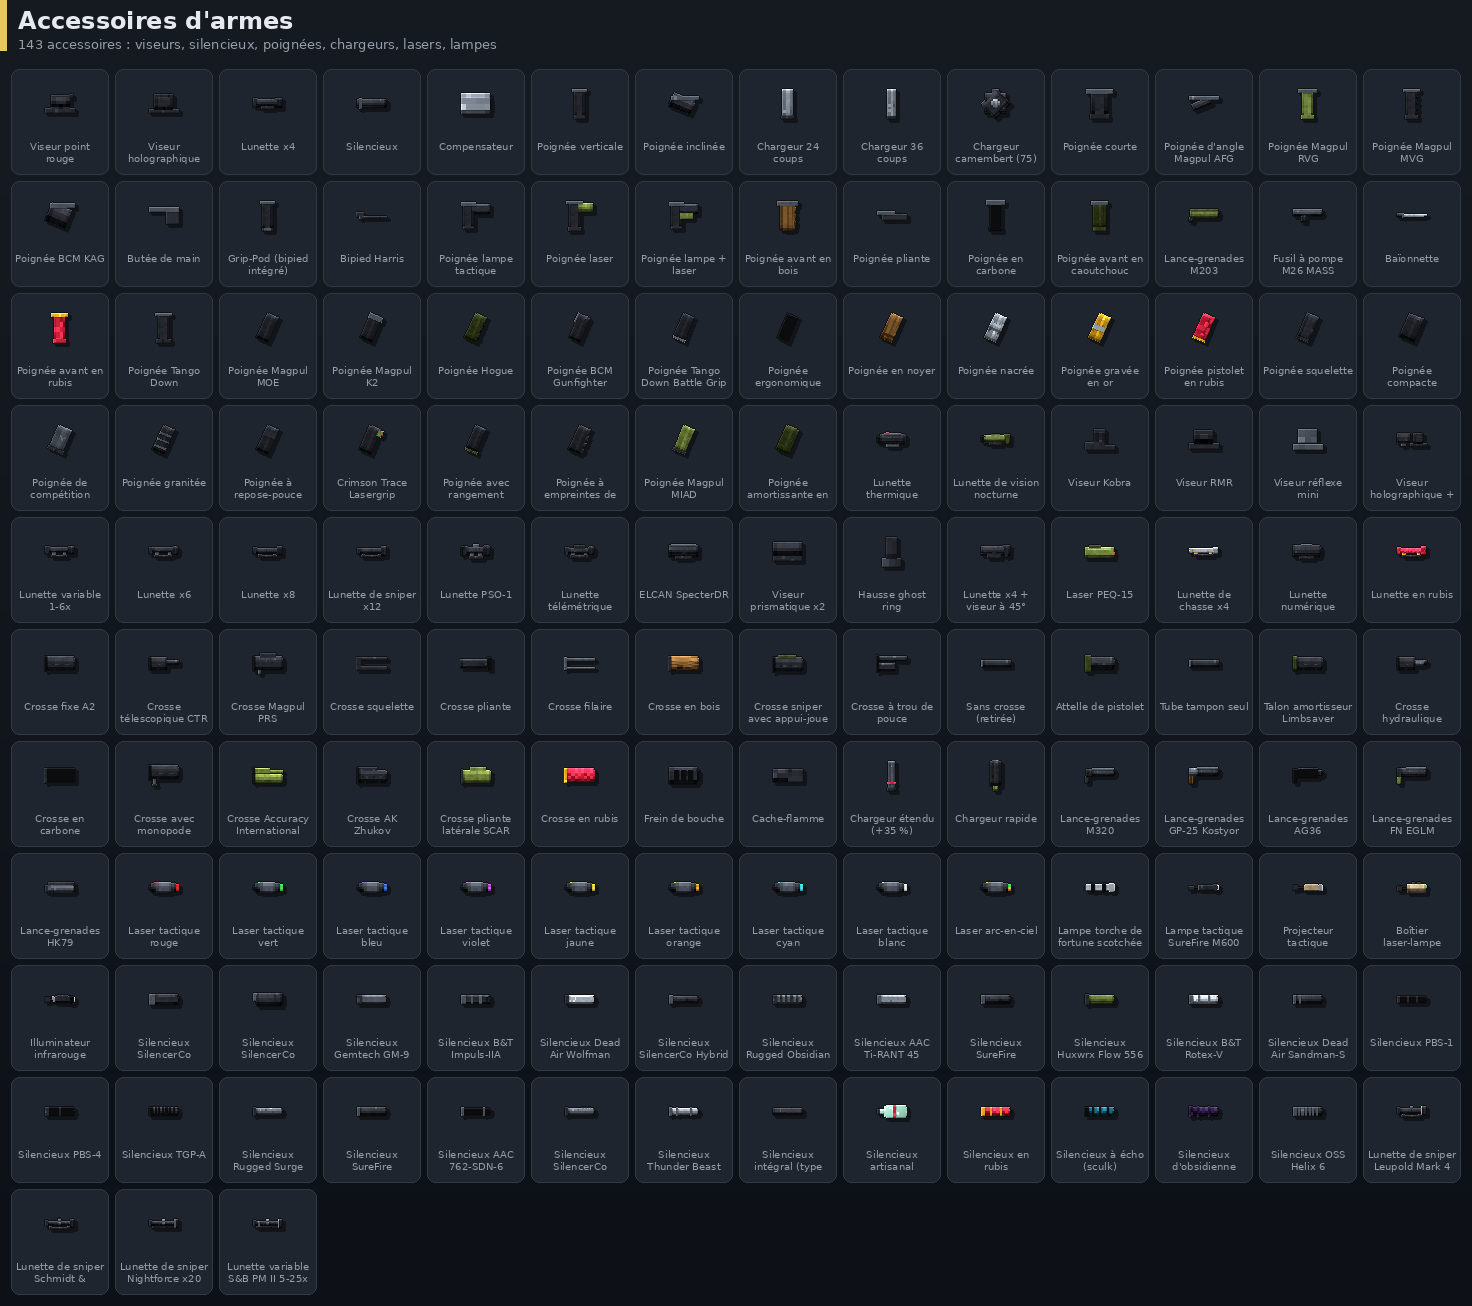 Accessoires d'armes
143 accessoires : viseurs, silencieux, poignées, chargeurs, lasers, lampes
Viseur point
rouge
Viseur
holographique
Lunette x4
Silencieux
Compensateur
Poignée verticale
Poignée inclinée
Chargeur 24
coups
Chargeur 36
coups
Chargeur
camembert (75)
Poignée courte
Poignée d'angle
Magpul AFG
Poignée Magpul
RVG
Poignée Magpul
MVG
Poignée BCM KAG
Butée de main
Grip-Pod (bipied
intégré)
Bipied Harris
Poignée lampe
tactique
Poignée laser
Poignée lampe +
laser
Poignée avant en
bois
Poignée pliante
Poignée en
carbone
Poignée avant en
caoutchouc
Lance-grenades
M203
Fusil à pompe
M26 MASS
Baïonnette
Poignée avant en
rubis
Poignée Tango
Down
Poignée Magpul
MOE
Poignée Magpul
K2
Poignée Hogue
Poignée BCM
Gunfighter
Poignée Tango
Down Battle Grip
Poignée
ergonomique
Poignée en noyer
Poignée nacrée
Poignée gravée
en or
Poignée pistolet
en rubis
Poignée squelette
Poignée
compacte
Poignée de
compétition
Poignée granitée
Poignée à
repose-pouce
Crimson Trace
Lasergrip
Poignée avec
rangement
Poignée à
empreintes de
Poignée Magpul
MIAD
Poignée
amortissante en
Lunette
thermique
Lunette de vision
nocturne
Viseur Kobra
Viseur RMR
Viseur réflexe
mini
Viseur
holographique +
Lunette variable
1-6x
Lunette x6
Lunette x8
Lunette de sniper
x12
Lunette PSO-1
Lunette
télémétrique
ELCAN SpecterDR
Viseur
prismatique x2
Hausse ghost
ring
Lunette x4 +
viseur à 45°
Laser PEQ-15
Lunette de
chasse x4
Lunette
numérique
Lunette en rubis
Crosse fixe A2
Crosse
télescopique CTR
Crosse Magpul
PRS
Crosse squelette
Crosse pliante
Crosse filaire
Crosse en bois
Crosse sniper
avec appui-joue
Crosse à trou de
pouce
Sans crosse
(retirée)
Attelle de pistolet
Tube tampon seul
Talon amortisseur
Limbsaver
Crosse
hydraulique
Crosse en
carbone
Crosse avec
monopode
Crosse Accuracy
International
Crosse AK
Zhukov
Crosse pliante
latérale SCAR
Crosse en rubis
Frein de bouche
Cache-flamme
Chargeur étendu
(+35 %)
Chargeur rapide
Lance-grenades
M320
Lance-grenades
GP-25 Kostyor
Lance-grenades
AG36
Lance-grenades
FN EGLM
Lance-grenades
HK79
Laser tactique
rouge
Laser tactique
vert
Laser tactique
bleu
Laser tactique
violet
Laser tactique
jaune
Laser tactique
orange
Laser tactique
cyan
Laser tactique
blanc
Laser arc-en-ciel
Lampe torche de
fortune scotchée
Lampe tactique
SureFire M600
Projecteur
tactique
Boîtier
laser-lampe
Illuminateur
infrarouge
Silencieux
SilencerCo
Silencieux
SilencerCo
Silencieux
Gemtech GM-9
Silencieux B&T
Impuls-IIA
Silencieux Dead
Air Wolfman
Silencieux
SilencerCo Hybrid
Silencieux
Rugged Obsidian
Silencieux AAC
Ti-RANT 45
Silencieux
SureFire
Silencieux
Huxwrx Flow 556
Silencieux B&T
Rotex-V
Silencieux Dead
Air Sandman-S
Silencieux PBS-1
Silencieux PBS-4
Silencieux TGP-A
Silencieux
Rugged Surge
Silencieux
SureFire
Silencieux AAC
762-SDN-6
Silencieux
SilencerCo
Silencieux
Thunder Beast
Silencieux
intégral (type
Silencieux
artisanal
Silencieux en
rubis
Silencieux à écho
(sculk)
Silencieux
d'obsidienne
Silencieux OSS
Helix 6
Lunette de sniper
Leupold Mark 4
Lunette de sniper
Schmidt &
Lunette de sniper
Nightforce x20
Lunette variable
S&B PM II 5-25x